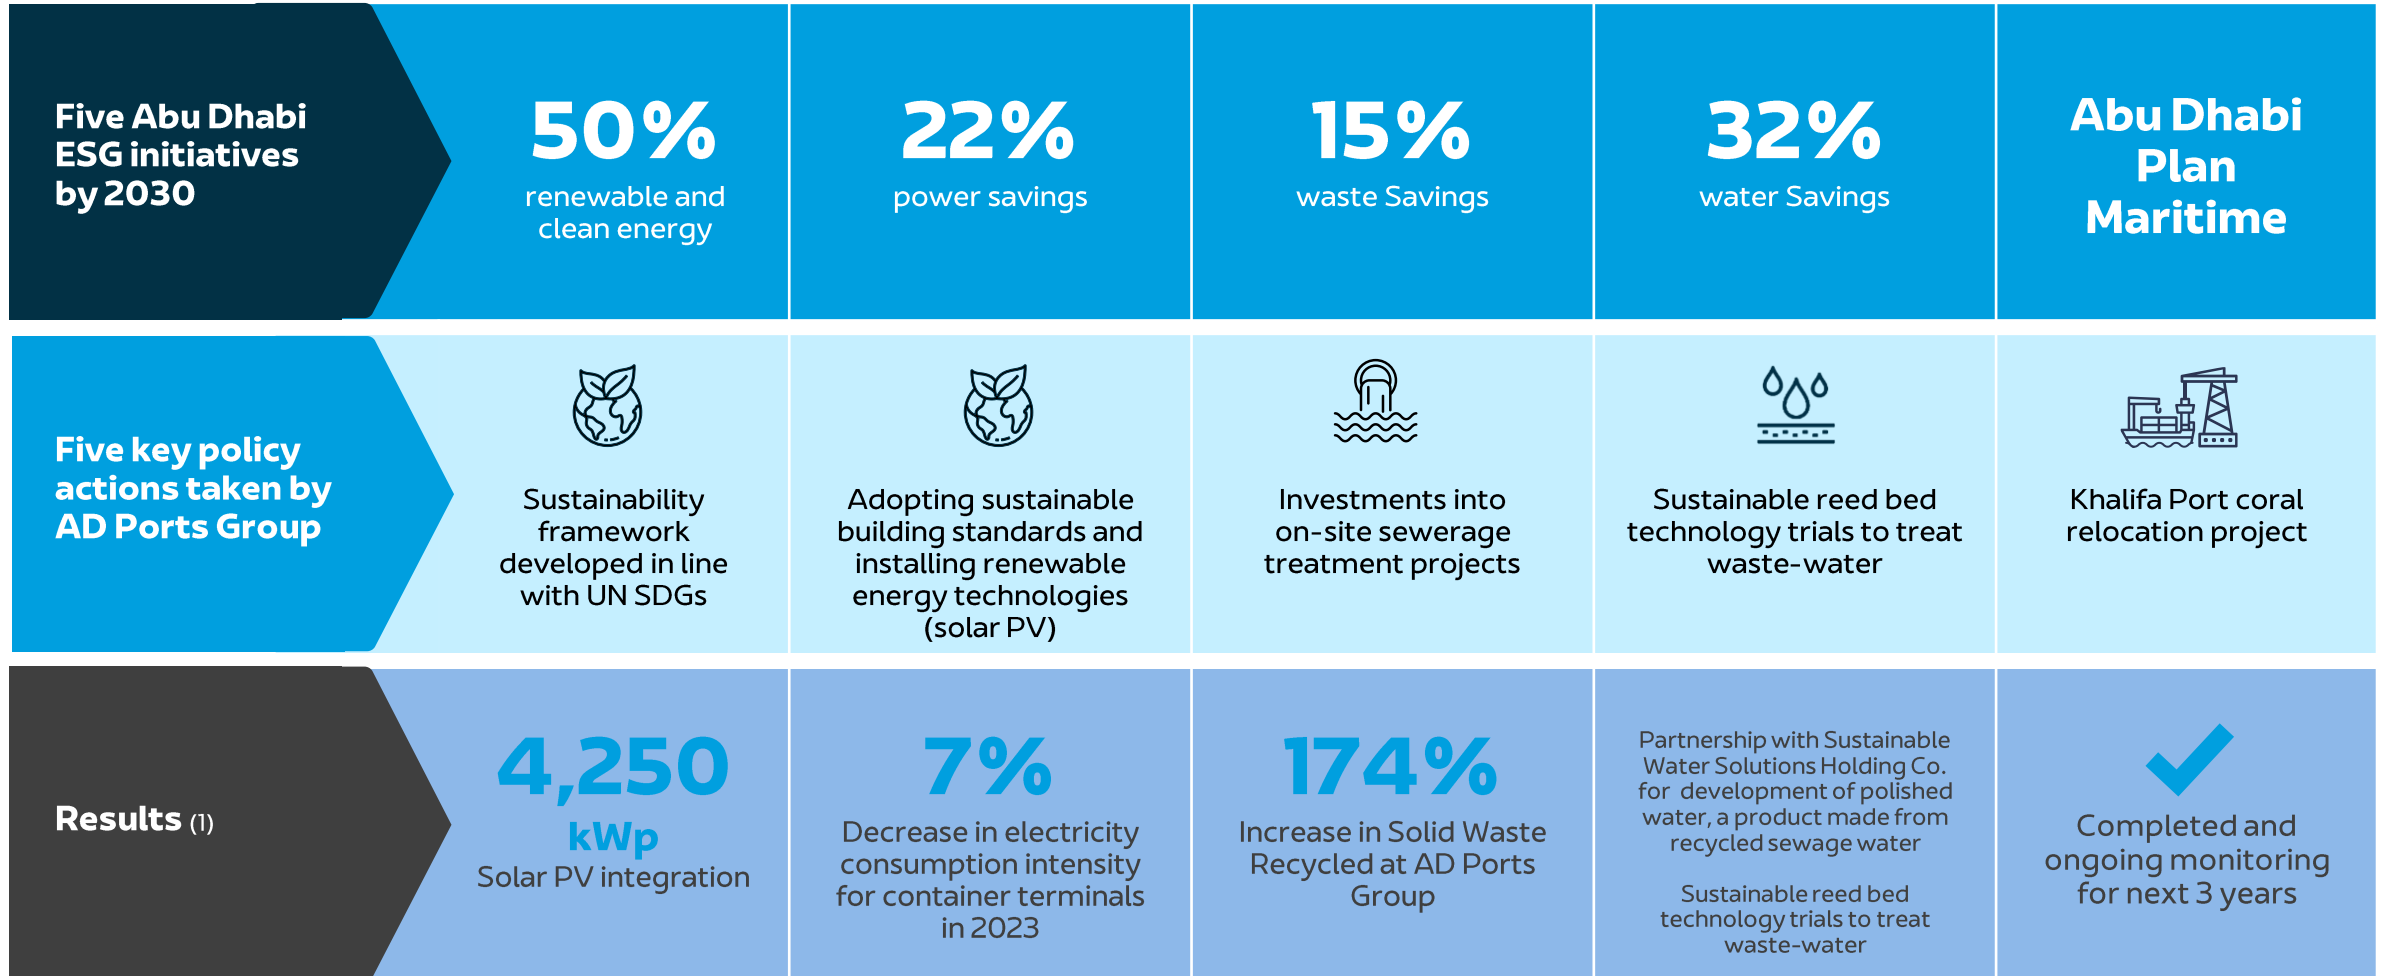 Five Abu Dhabi
ESG initiatives
by 2030
50%
renewable and
clean energy
22%
power savings
15%
waste Savings
32%
water Savings
Abu Dhabi
Plan
Maritime
Five key policy
actions taken by
AD Ports Group
Sustainability
framework
developed in line
with UN SDGs
Adopting sustainable
building standards and
installing renewable
energy technologies
(solar PV)
Investments into
on-site sewerage
treatment projects
Sustainable reed bed
technology trials to treat
waste-water
Khalifa Port coral
relocation project
Results (1)
4,250
kWp
Solar PV integration
7%
Decrease in electricity
consumption intensity
for container terminals
in 2023
174%
Increase in Solid Waste
Recycled at AD Ports
Group
Partnership with Sustainable
Water Solutions Holding Co.
for development of polished
water, a product made from
recycled sewage water
Sustainable reed bed
technology trials to treat
waste-water
Completed and
ongoing monitoring
for next 3 years